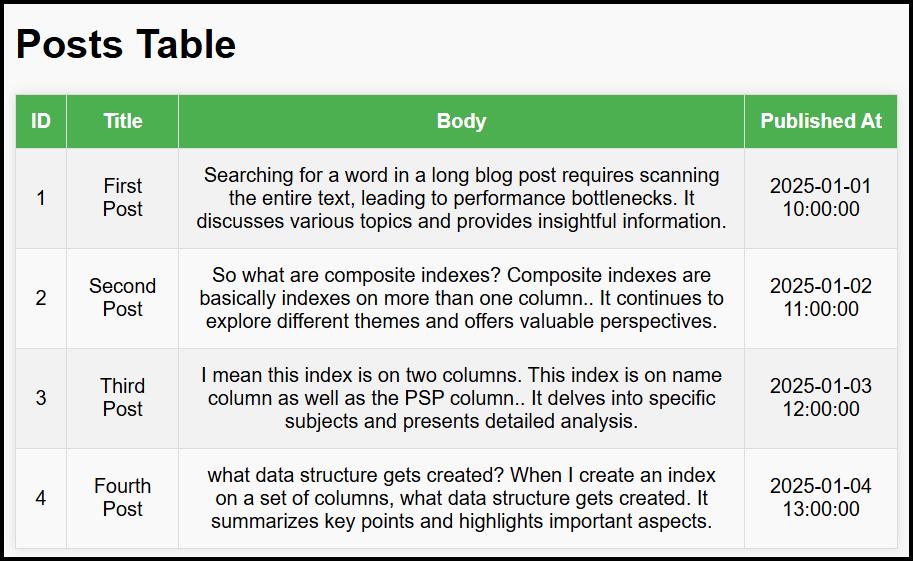 Posts Table
ID Title Body Published At
1 First Post Searching for a word in a long blog post requires scanning
the entire text, leading to performance bottlenecks. It
discusses various topics and provides insightful information. 2025-01-01 10:00:00
2 Second Post So what are composite indexes? Composite indexes are
basically indexes on more than one column.. It continues to
explore different themes and offers valuable perspectives. 2025-01-02 11:00:00
3 Third Post I mean this index is on two columns. This index is on name
column as well as the PSP column.. It delves into specific
subjects and presents detailed analysis. 2025-01-03 12:00:00
4 Fourth Post what data structure gets created? When I create an index
on a set of columns, what data structure gets created. It
summarizes key points and highlights important aspects. 2025-01-04 13:00:00